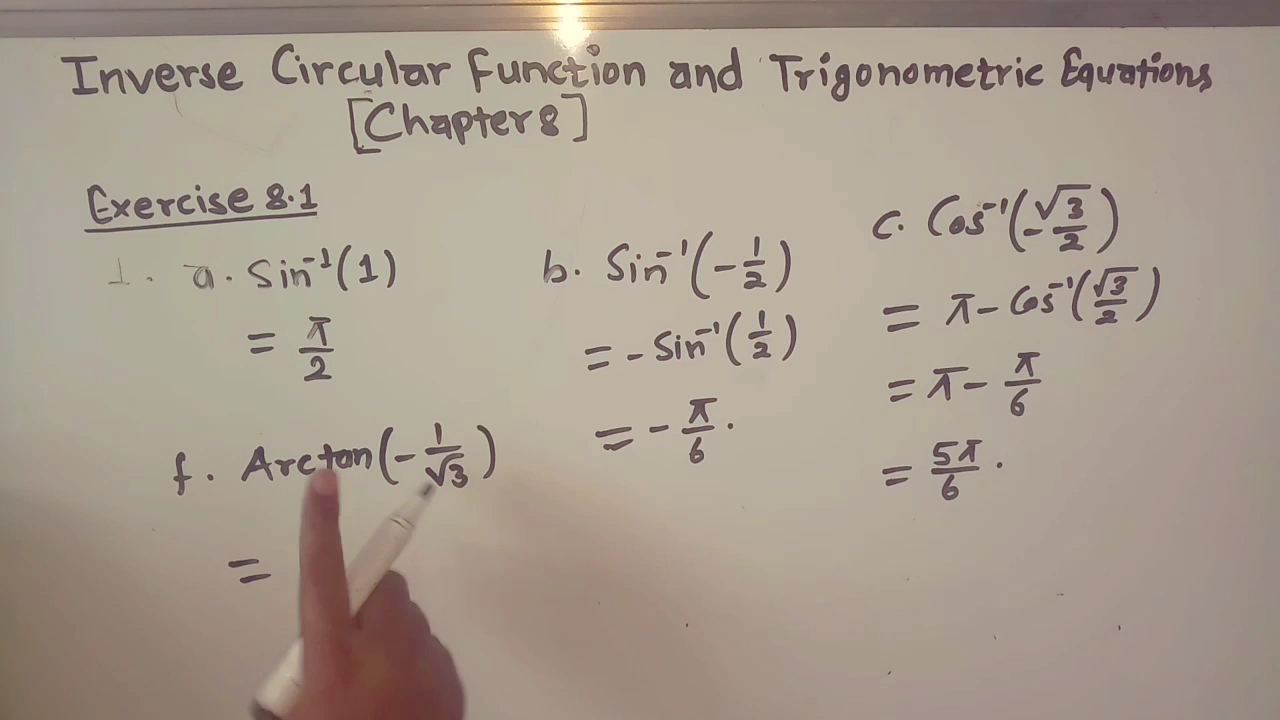 Inverse Circular function and Trigonometric Equations
[Chapter 8]
Exercise 8.1
1. a. Sin⁻¹(1)
= π/2
b. Sin⁻¹(-1/2)
= -Sin⁻¹(1/2)
= -π/6.
c. Cos⁻¹(-√3/2)
= π - Cos⁻¹(√3/2)
= π - π/6
= 5π/6.
f. Arctan(-1/√3)
=